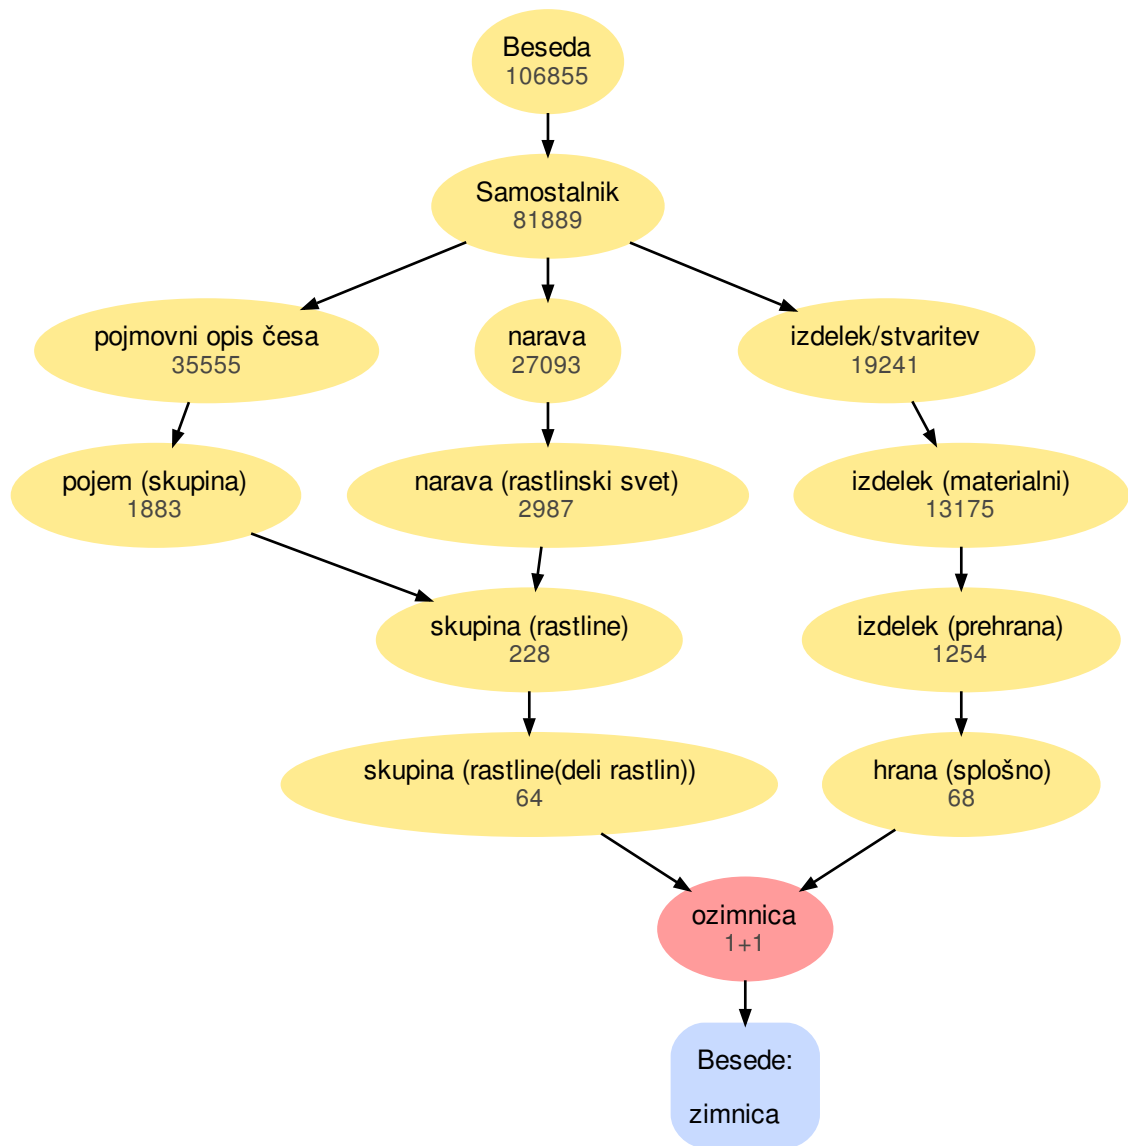 Beseda
106855
Samostalnik
81889
pojmovni opis česa
35555
narava
27093
izdelek/stvaritev
19241
pojem (skupina)
1883
narava (rastlinski svet)
2987
izdelek (materialni)
13175
skupina (rastline)
228
izdelek (prehrana)
1254
skupina (rastline(deli rastlin))
64
hrana (splošno)
68
ozimnica
1+1
Besede:
zimnica